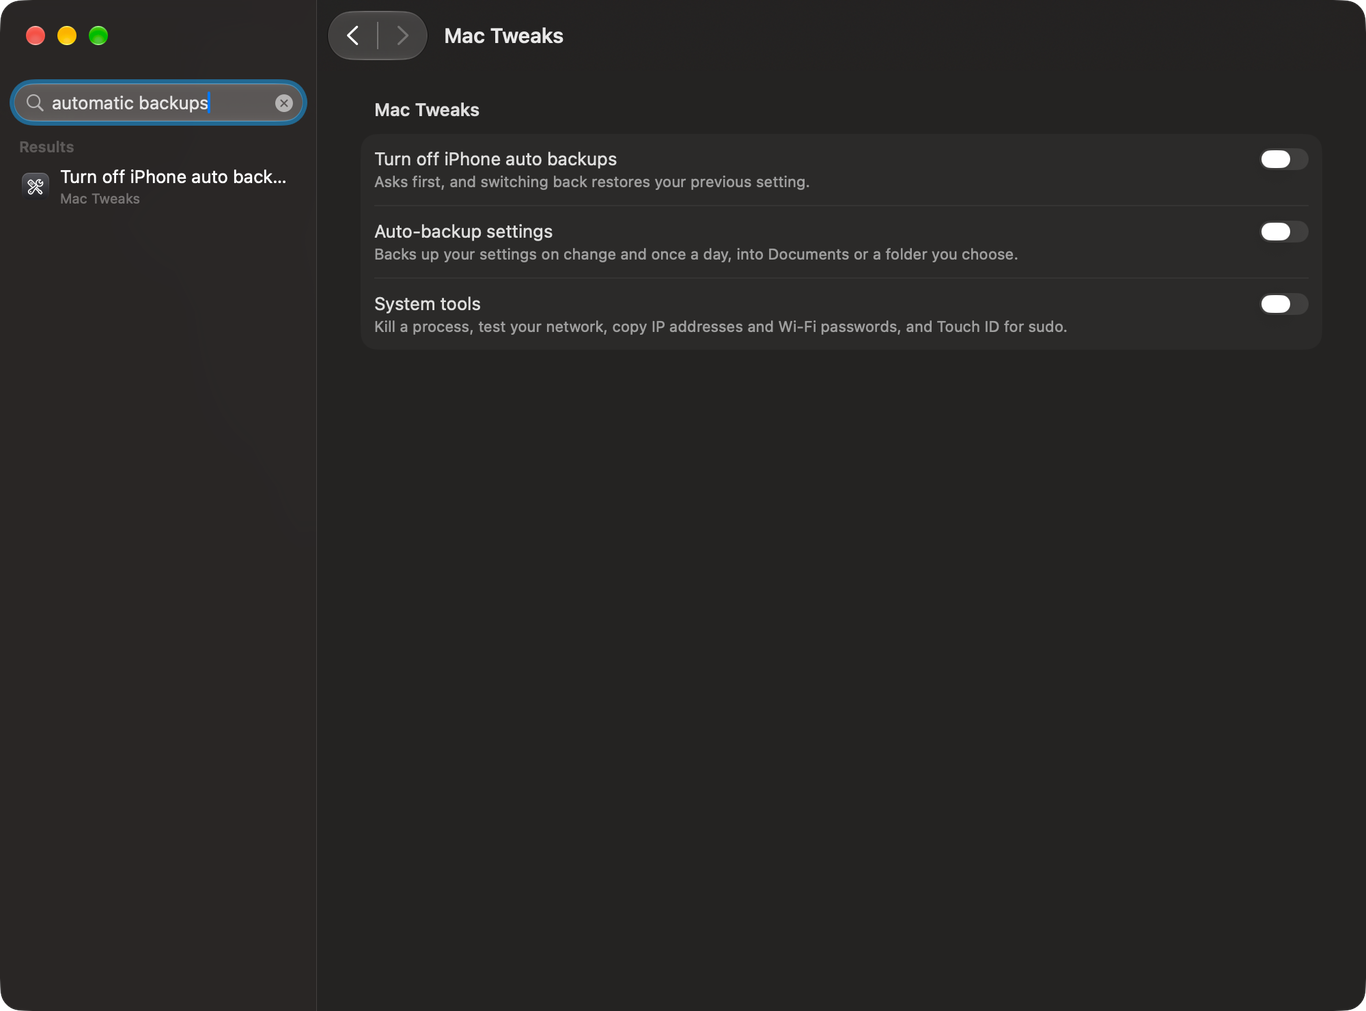 Mac Tweaks
automatic backups
Results
Turn off iPhone auto back...
Mac Tweaks
Mac Tweaks
Turn off iPhone auto backups
Asks first, and switching back restores your previous setting.
Auto-backup settings
Backs up your settings on change and once a day, into Documents or a folder you choose.
System tools
Kill a process, test your network, copy IP addresses and Wi-Fi passwords, and Touch ID for sudo.